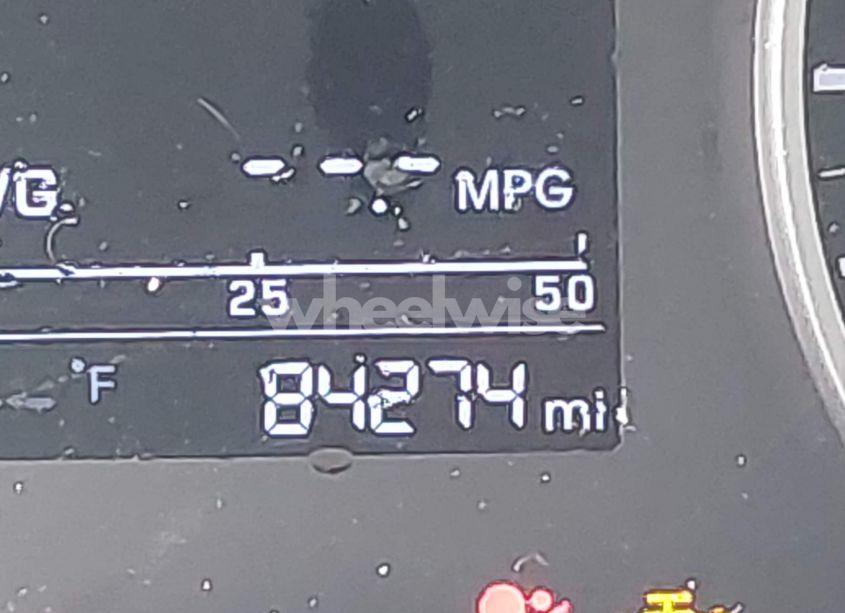 VG
--.- MPG
25 50
wheelwise
°F 84274 mi